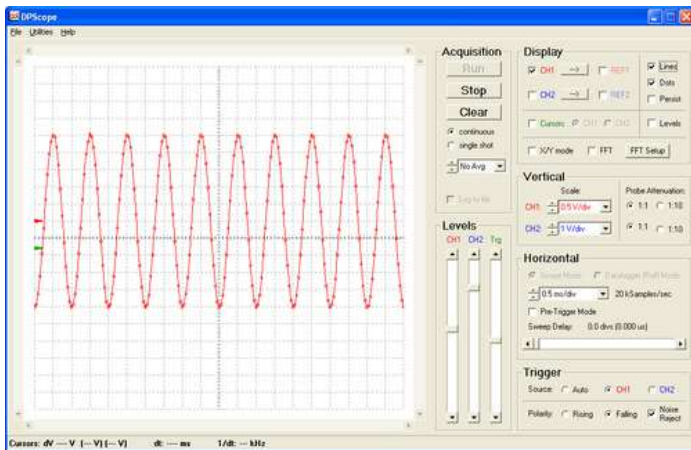 DPScope
File Utilities Help
Acquisition
Run
Stop
Clear
continuous
single shot
No Avg
Log to file
Levels
CH1 CH2 Trg
Display
CH1 --> REF1
CH2 --> REF2
Lines
Dots
Persist
Cursors CH1 CH2
Levels
X/Y mode FFT FFT Setup
Vertical
Scale: Probe Attenuation:
CH1: 0.5 V/div 1:1 1:10
CH2: 1 V/div 1:1 1:10
Horizontal
Scope Mode Datalogger (Roll) Mode
0.5 ms/div 20 kSamples/sec
Pre-Trigger Mode
Sweep Delay: 0.0 divs (0.000 us)
Trigger
Source: Auto CH1 CH2
Polarity: Rising Falling Noise Reject
Cursors: dV --- V (--- V) (--- V) dt: --- ms 1/dt: --- kHz